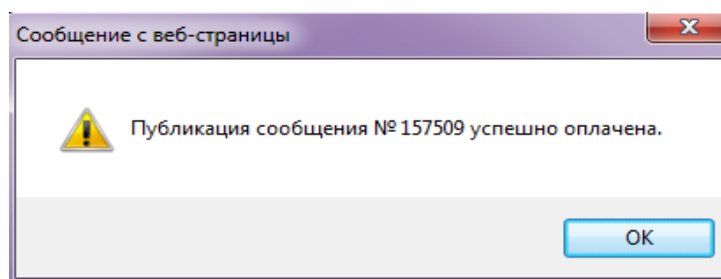 Сообщение с веб-страницы
Публикация сообщения № 157509 успешно оплачена.
OK